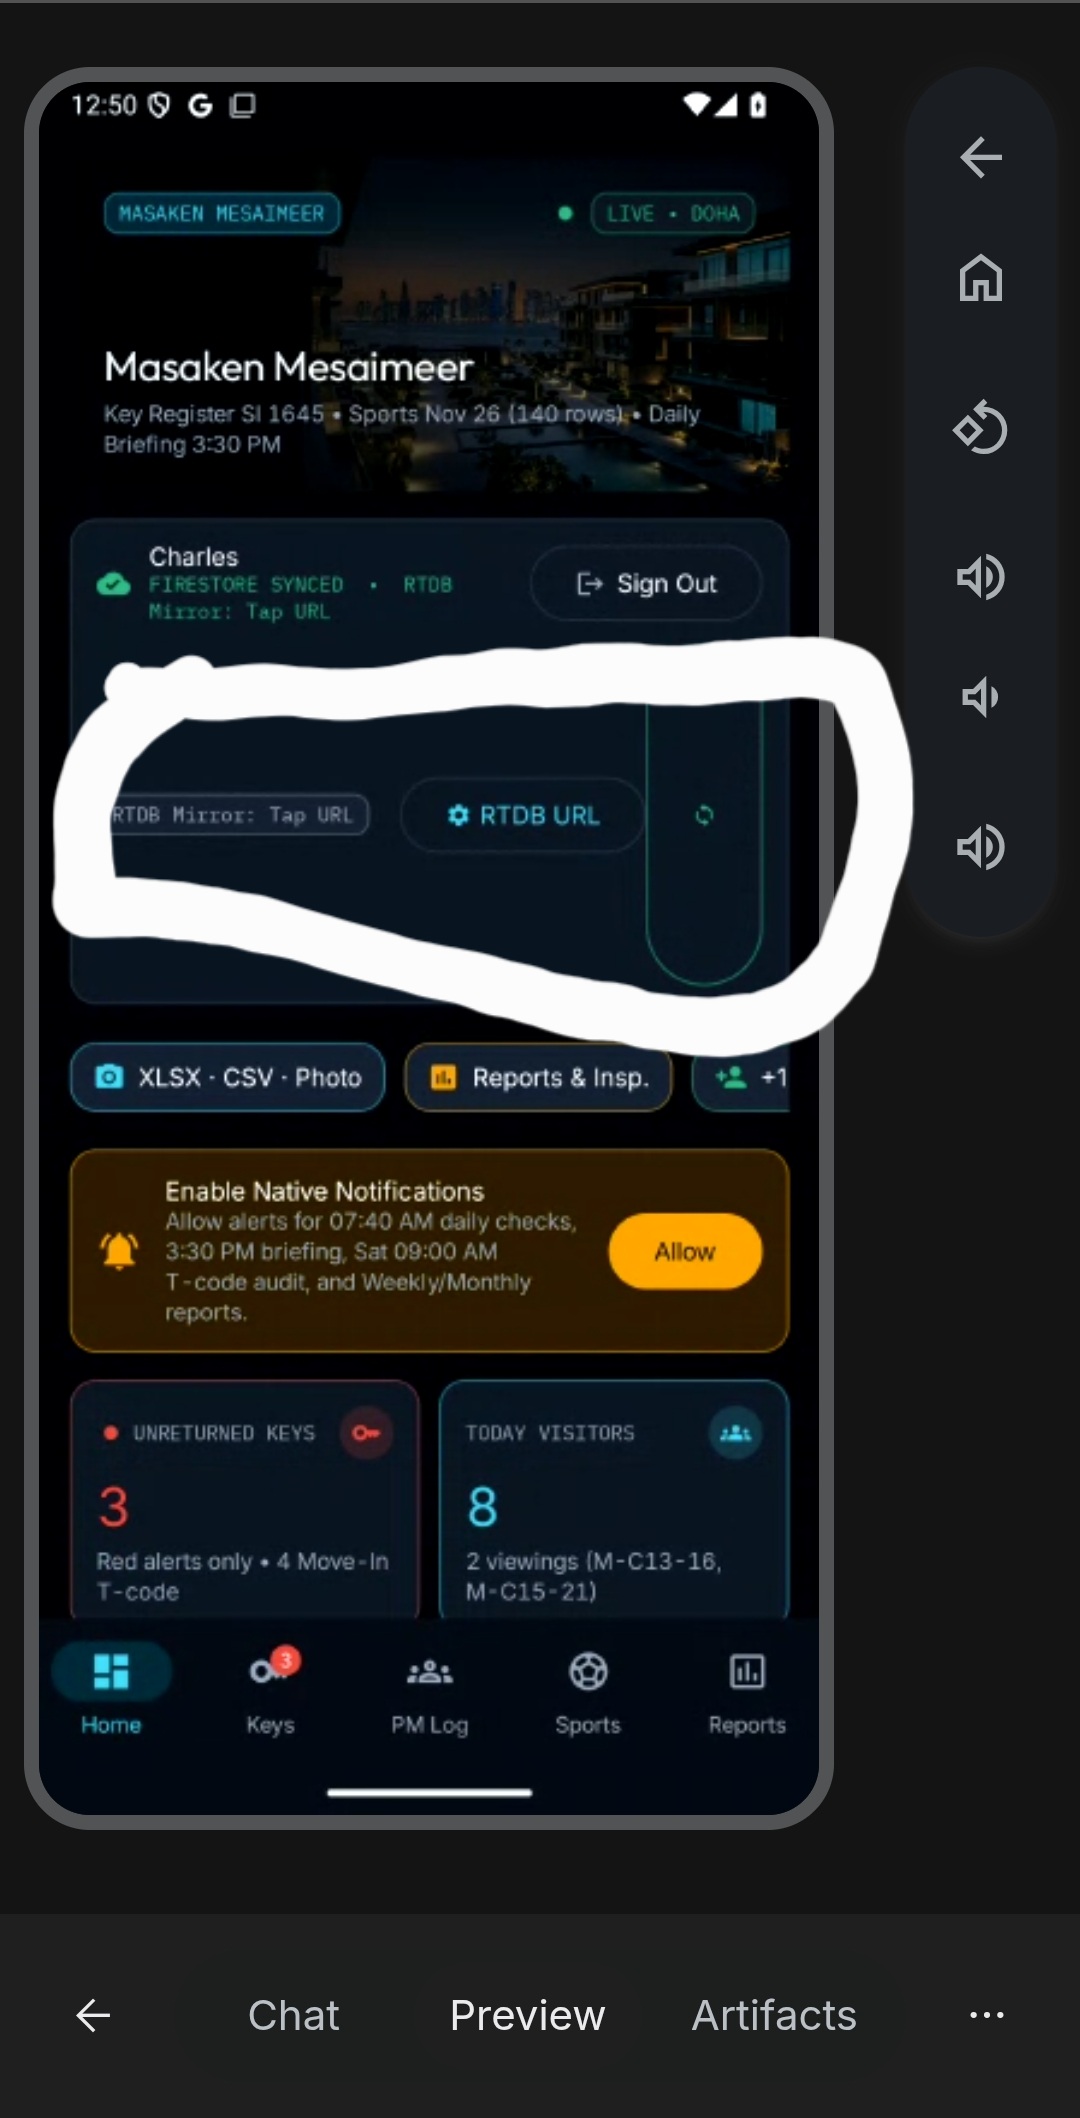 12:50
MASAKEN MESAIMEER
LIVE • DOHA
Masaken Mesaimeer
Key Register SI 1645 • Sports Nov 26 (140 rows) • Daily
Briefing 3:30 PM
Charles
FIRESTORE SYNCED • RTDB
Mirror: Tap URL
Sign Out
RTDB Mirror: Tap URL
RTDB URL
XLSX · CSV · Photo
Reports & Insp.
+1
Enable Native Notifications
Allow alerts for 07:40 AM daily checks,
3:30 PM briefing, Sat 09:00 AM
T-code audit, and Weekly/Monthly
reports.
Allow
UNRETURNED KEYS
3
Red alerts only • 4 Move-In
T-code
TODAY VISITORS
8
2 viewings (M-C13-16,
M-C15-21)
3
Home
Keys
PM Log
Sports
Reports
Chat
Preview
Artifacts